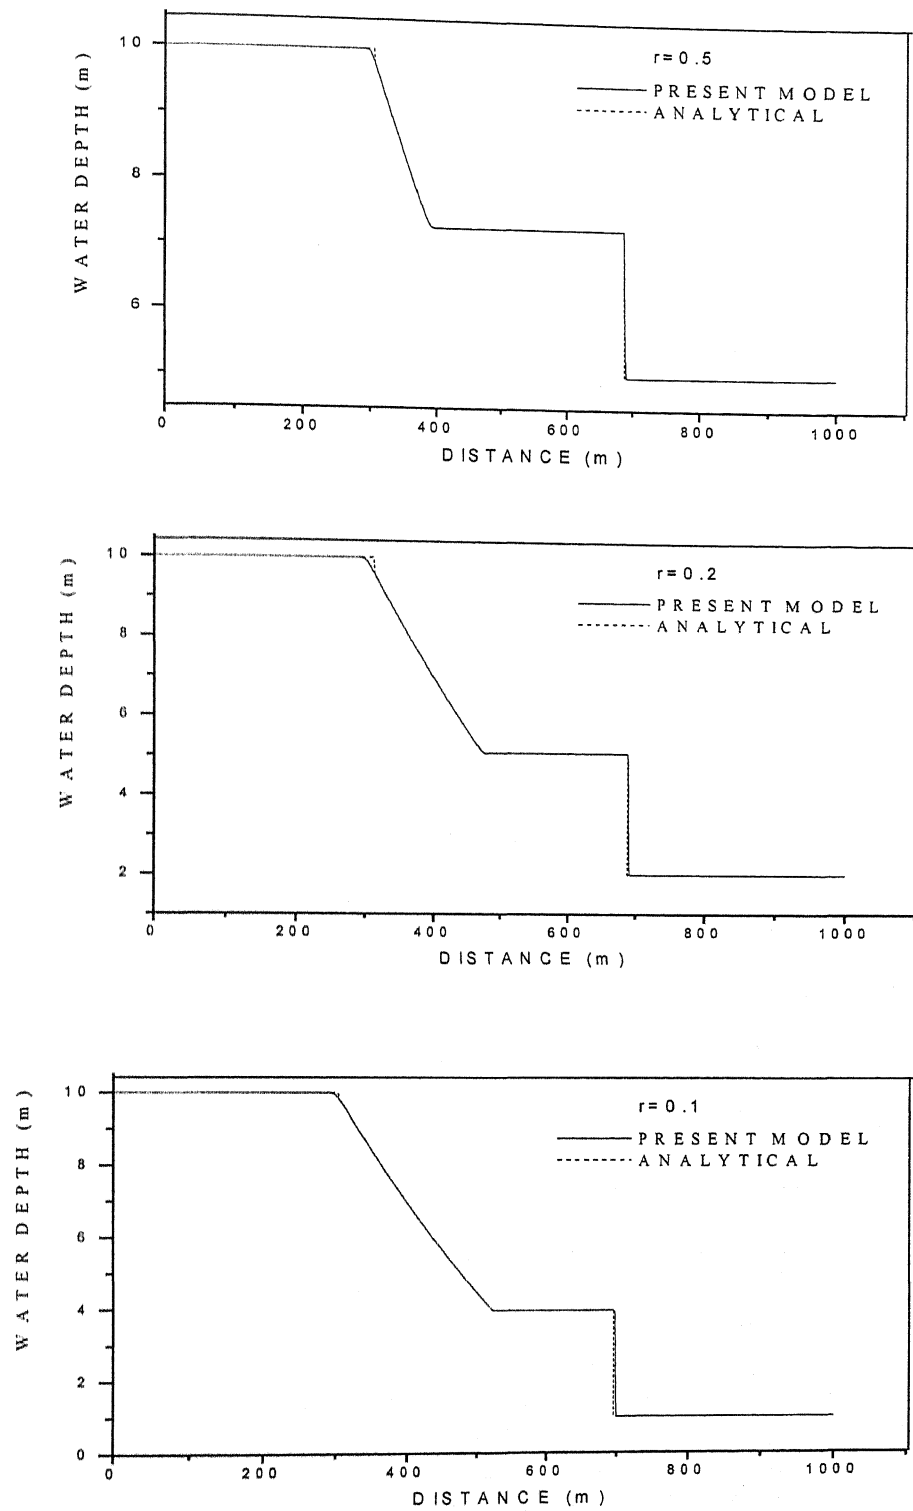 r=0.5
PRESENT MODEL
ANALYTICAL
WATER DEPTH (m)
10
8
6
0 200 400 600 800 1000
DISTANCE (m)
r=0.2
PRESENT MODEL
ANALYTICAL
WATER DEPTH (m)
10
8
6
4
2
0 200 400 600 800 1000
DISTANCE (m)
r=0.1
PRESENT MODEL
ANALYTICAL
WATER DEPTH (m)
10
8
6
4
2
0
0 200 400 600 800 1000
DISTANCE (m)